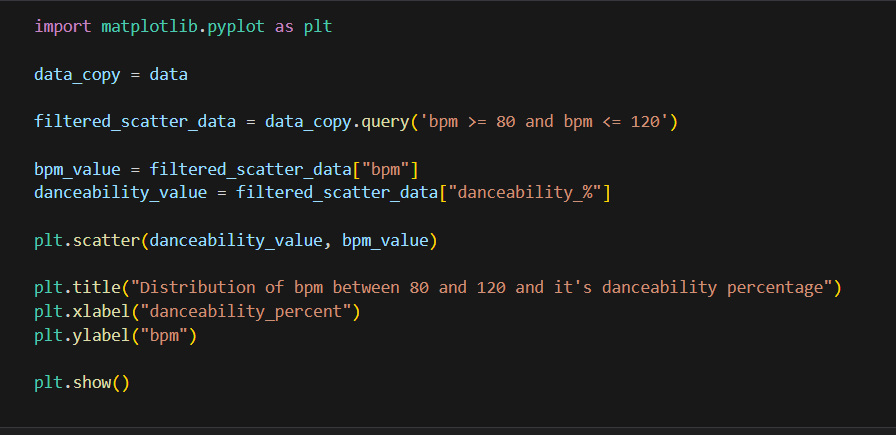 import matplotlib.pyplot as plt
data_copy = data
filtered_scatter_data = data_copy.query('bpm >= 80 and bpm <= 120')
bpm_value = filtered_scatter_data["bpm"]
danceability_value = filtered_scatter_data["danceability_%"]
plt.scatter(danceability_value, bpm_value)
plt.title("Distribution of bpm between 80 and 120 and it's danceability percentage")
plt.xlabel("danceability_percent")
plt.ylabel("bpm")
plt.show()